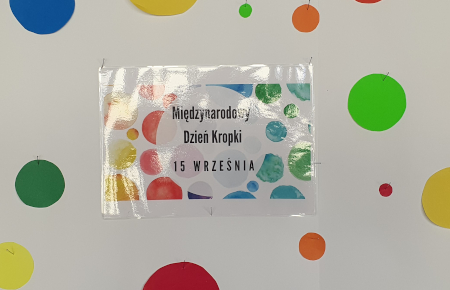 Międzynarodowy
Dzień Kropki
15 WRZEŚNIA